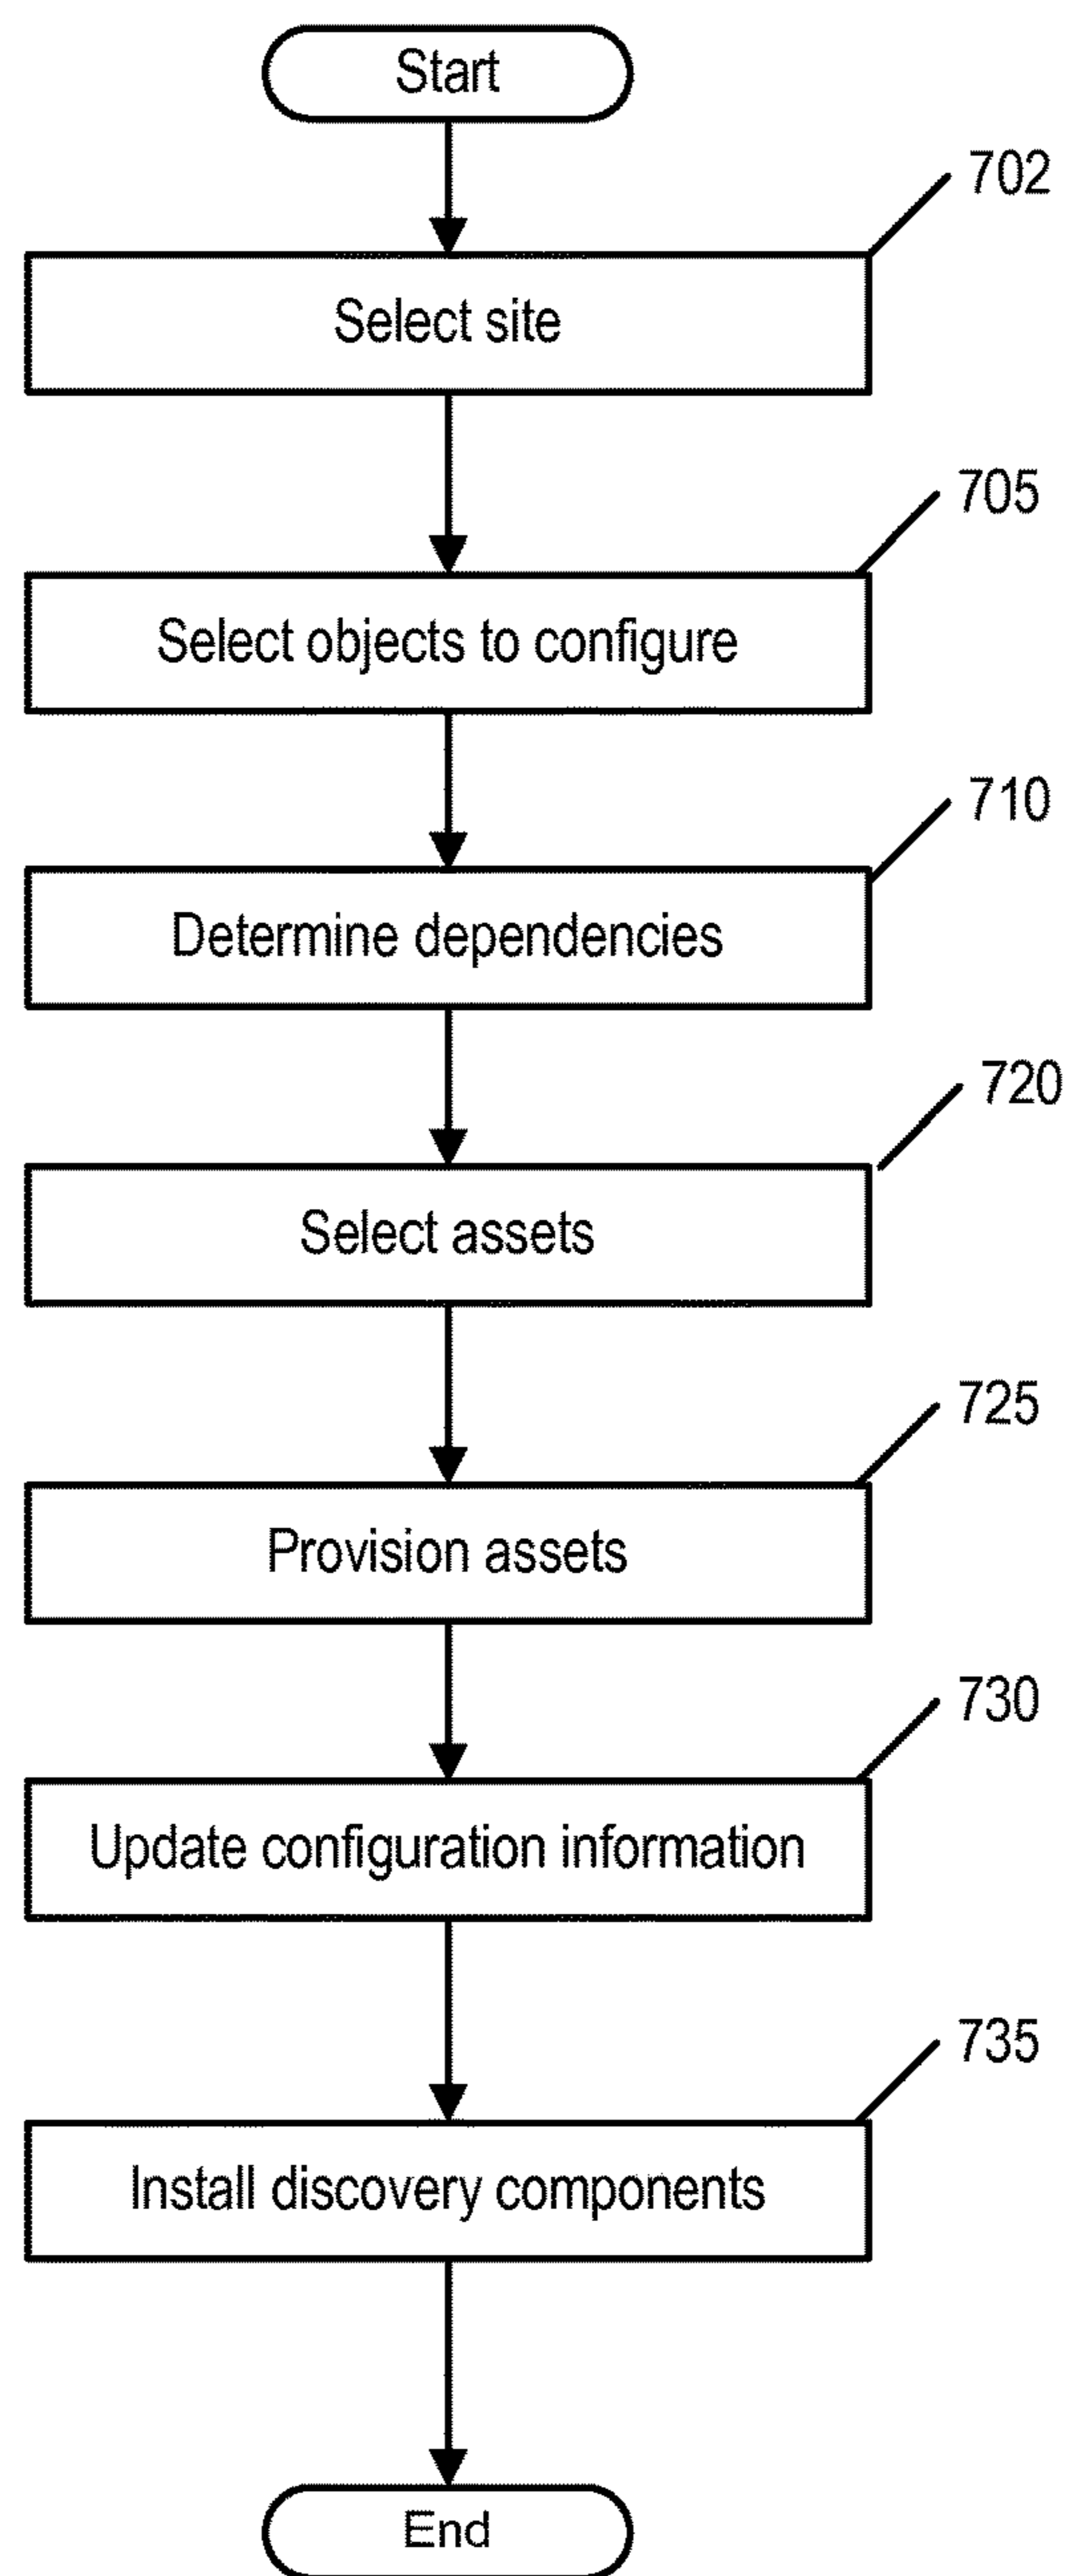 Start
702
Select site
705
Select objects to configure
710
Determine dependencies
720
Select assets
725
Provision assets
730
Update configuration information
735
Install discovery components
End